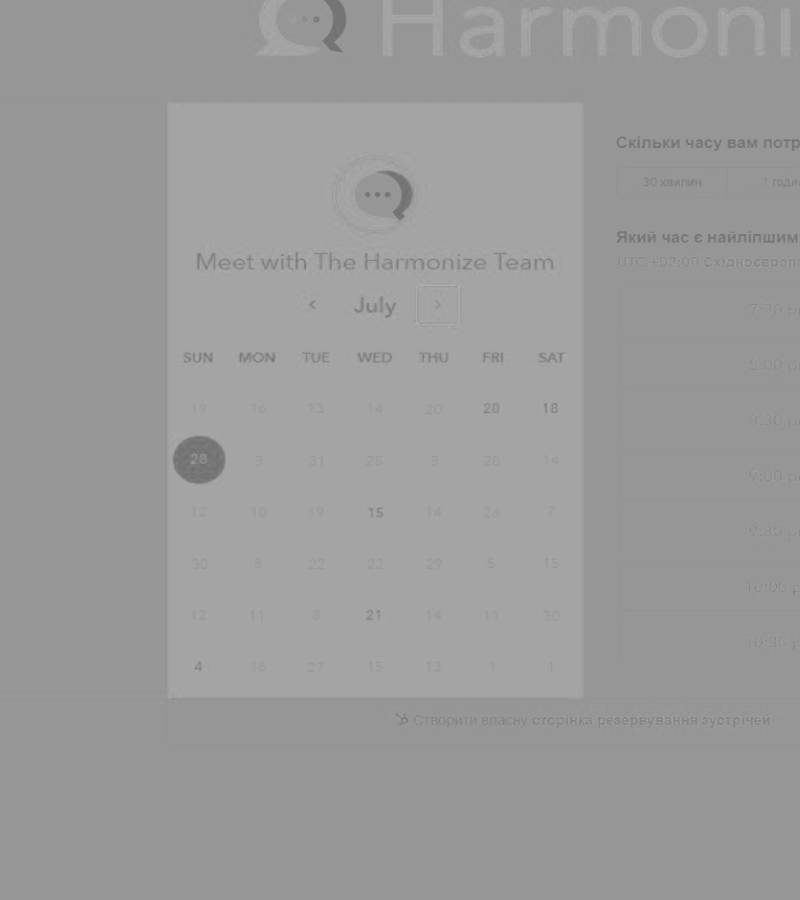 Harmoni
Meet with The Harmonize Team
July
SUN MON TUE WED THU FRI SAT
19 16 13 14 20 20 18
28 3 31 25 3 28 14
12 10 19 15 14 26 7
30 8 22 22 29 5 15
12 11 8 21 14 11 30
4 16 27 15 13 1 1
Скільки часу вам потр
30 хвилин 1 годи
Який час є найліпшим
UTC +02:00 Східноєвропе
7:30 p
8:00 p
8:30 p
9:00 p
9:30 p
10:00 p
10:30 p
Створити власну сторінка резервування зустрічей